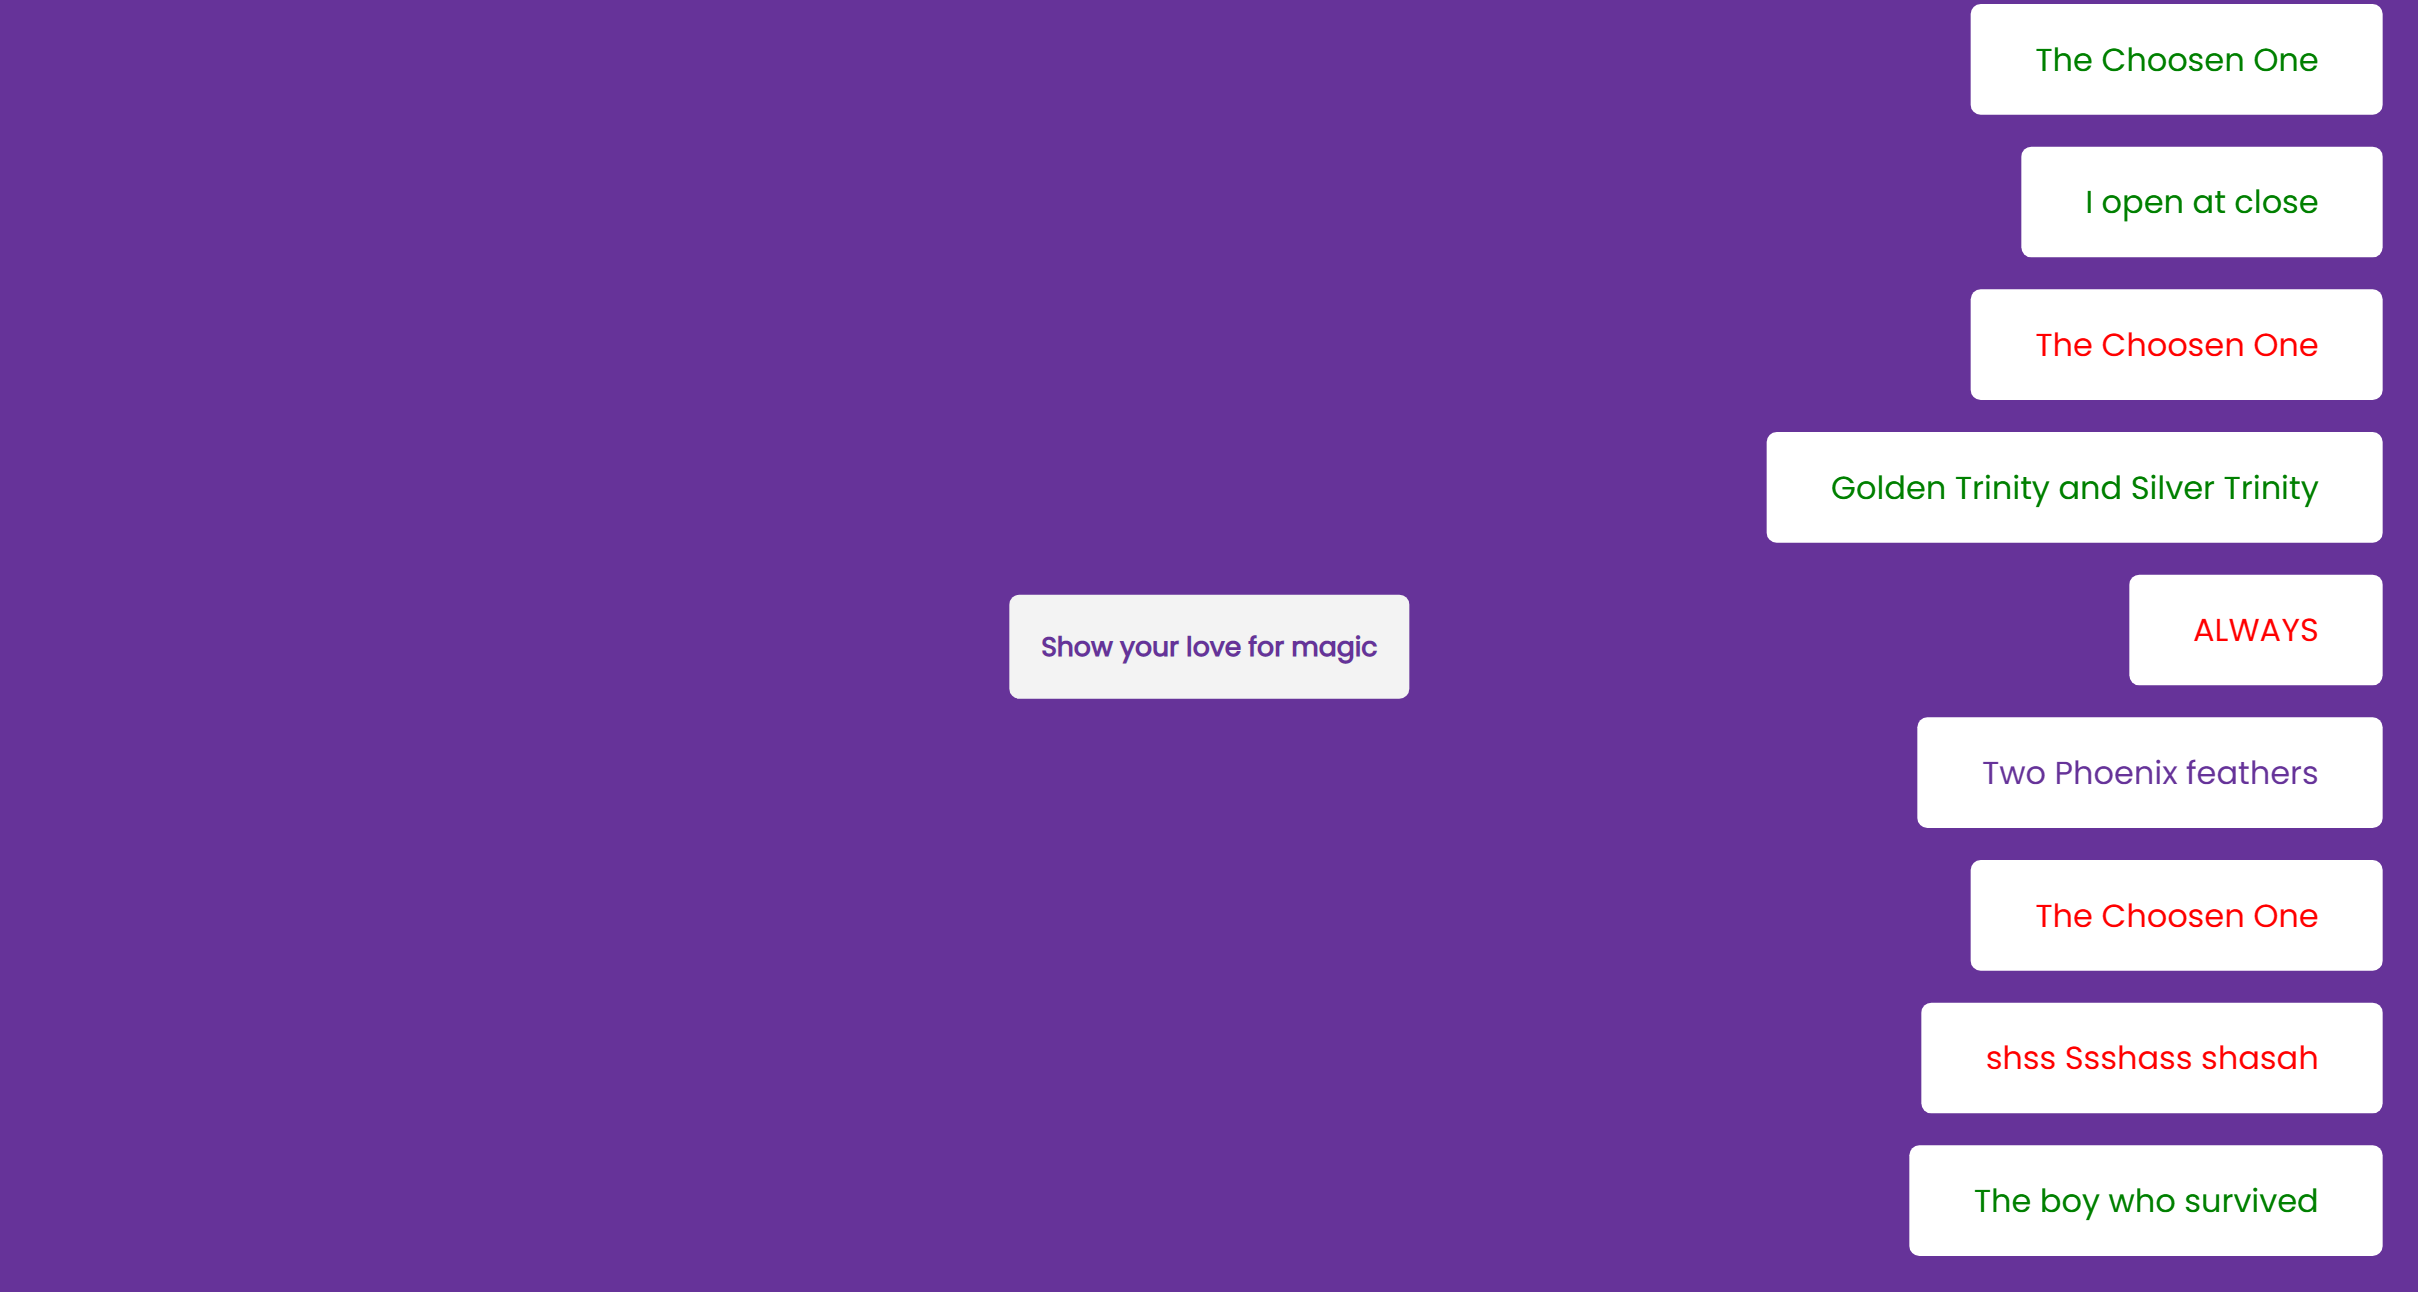 The Choosen One
I open at close
The Choosen One
Golden Trinity and Silver Trinity
ALWAYS
Show your love for magic
Two Phoenix feathers
The Choosen One
shss Ssshass shasah
The boy who survived